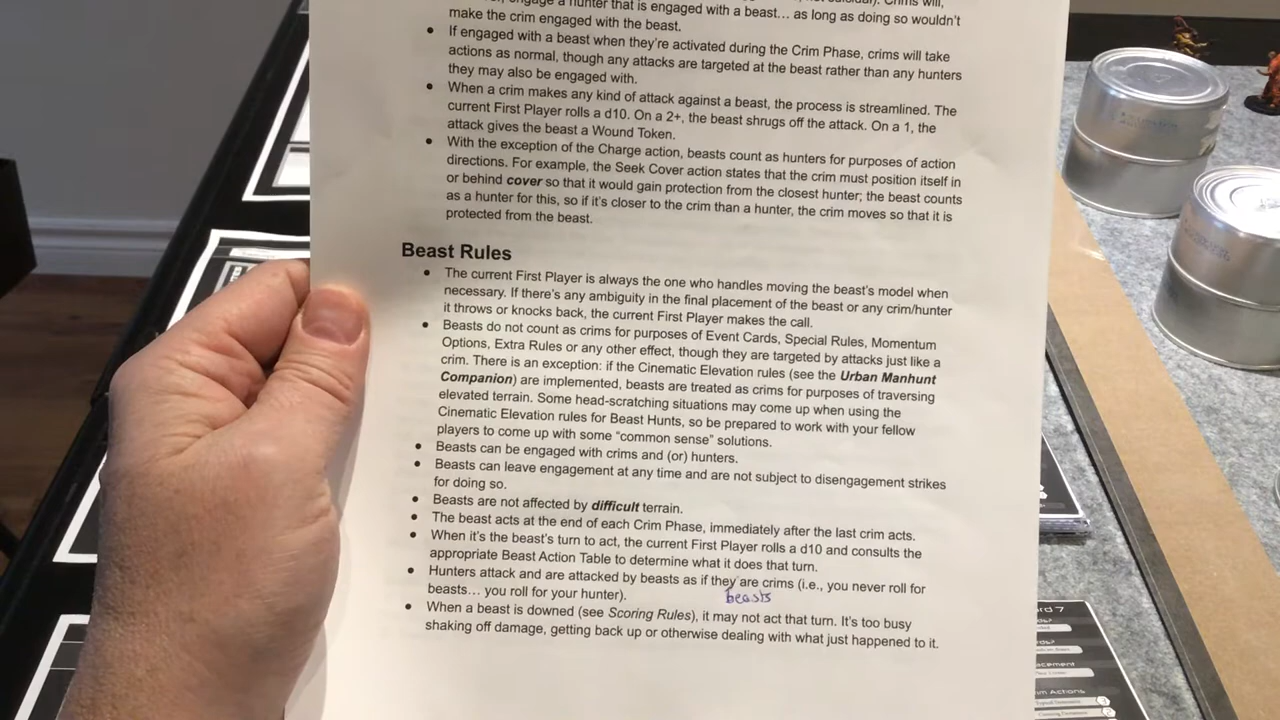 engage a hunter that is engaged with a beast… as long as doing so wouldn't
make the crim engaged with the beast.
• If engaged with a beast when they're activated during the Crim Phase, crims will take
actions as normal, though any attacks are targeted at the beast rather than any hunters
they may also be engaged with.
• When a crim makes any kind of attack against a beast, the process is streamlined. The
current First Player rolls a d10. On a 2+, the beast shrugs off the attack. On a 1, the
attack gives the beast a Wound Token.
• With the exception of the Charge action, beasts count as hunters for purposes of action
directions. For example, the Seek Cover action states that the crim must position itself in
or behind cover so that it would gain protection from the closest hunter; the beast counts
as a hunter for this, so if it's closer to the crim than a hunter, the crim moves so that it is
protected from the beast.
Beast Rules
• The current First Player is always the one who handles moving the beast's model when
necessary. If there's any ambiguity in the final placement of the beast or any crim/hunter
it throws or knocks back, the current First Player makes the call.
• Beasts do not count as crims for purposes of Event Cards, Special Rules, Momentum
Options, Extra Rules or any other effect, though they are targeted by attacks just like a
crim. There is an exception: if the Cinematic Elevation rules (see the Urban Manhunt
Companion) are implemented, beasts are treated as crims for purposes of traversing
elevated terrain. Some head-scratching situations may come up when using the
Cinematic Elevation rules for Beast Hunts, so be prepared to work with your fellow
players to come up with some "common sense" solutions.
• Beasts can be engaged with crims and (or) hunters.
• Beasts can leave engagement at any time and are not subject to disengagement strikes
for doing so.
• Beasts are not affected by difficult terrain.
• The beast acts at the end of each Crim Phase, immediately after the last crim acts.
• When it's the beast's turn to act, the current First Player rolls a d10 and consults the
appropriate Beast Action Table to determine what it does that turn.
• Hunters attack and are attacked by beasts as if they are crims (i.e., you never roll for
beasts… you roll for your hunter).
beasts
• When a beast is downed (see Scoring Rules), it may not act that turn. It's too busy
shaking off damage, getting back up or otherwise dealing with what just happened to it.